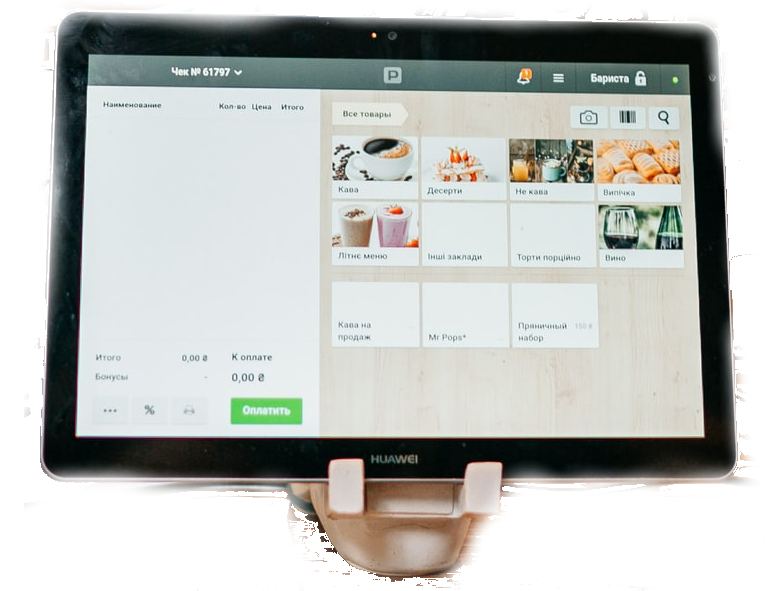 Чек № 61797
P
1
Бариста
Наименование Кол-во Цена Итого
Все товары
Кава
Десерти
Не кава
Випічка
Літнє меню
Інші заклади
Торти порційно
Вино
Кава на
продаж
Mr Pops*
Пряничный 150 ₴
набор
Итого 0,00 ₴
Бонусы -
К оплате
0,00 ₴
... %
Оплатить
HUAWEI